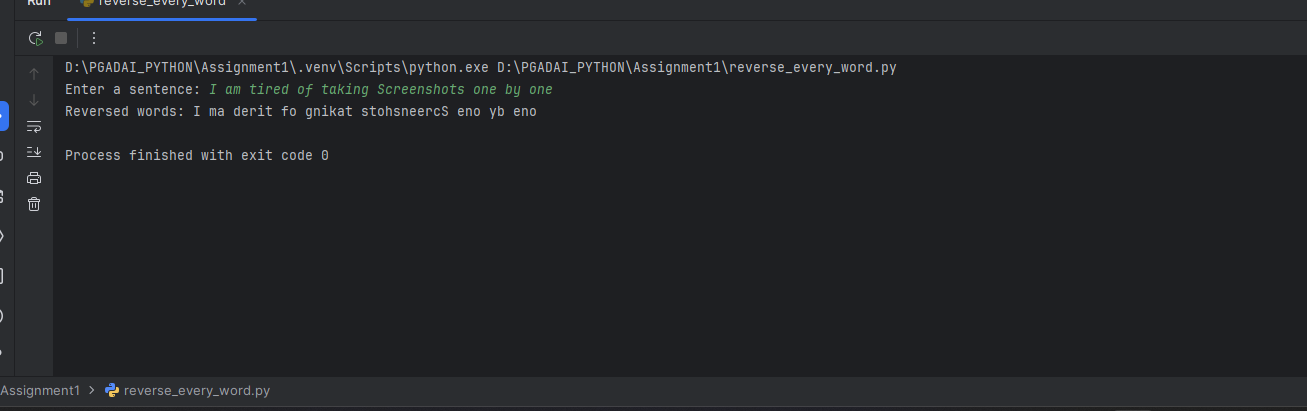 Run reverse_every_word
D:\PGADAI_PYTHON\Assignment1\.venv\Scripts\python.exe D:\PGADAI_PYTHON\Assignment1\reverse_every_word.py
Enter a sentence: I am tired of taking Screenshots one by one
Reversed words: I ma derit fo gnikat stohsneercS eno yb eno
Process finished with exit code 0
Assignment1 > reverse_every_word.py